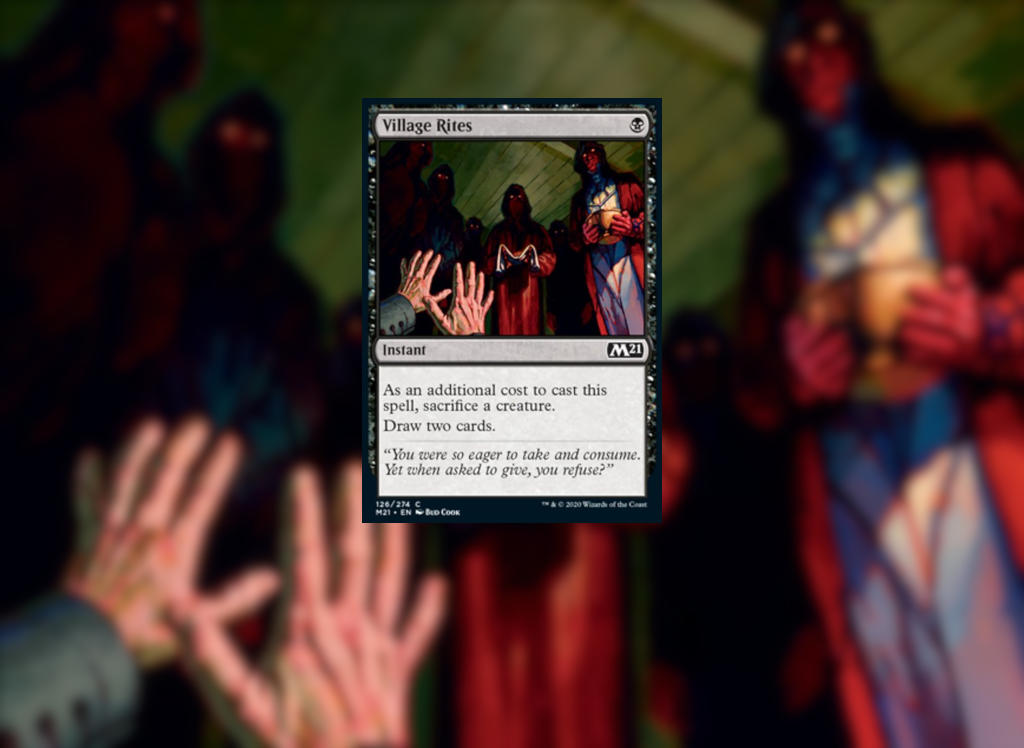 Village Rites
Instant
M21
As an additional cost to cast this
spell, sacrifice a creature.
Draw two cards.
“You were so eager to take and consume.
Yet when asked to give, you refuse?”
126/274 C
™ & © 2020 Wizards of the Coast
M21 • EN Bud Cook